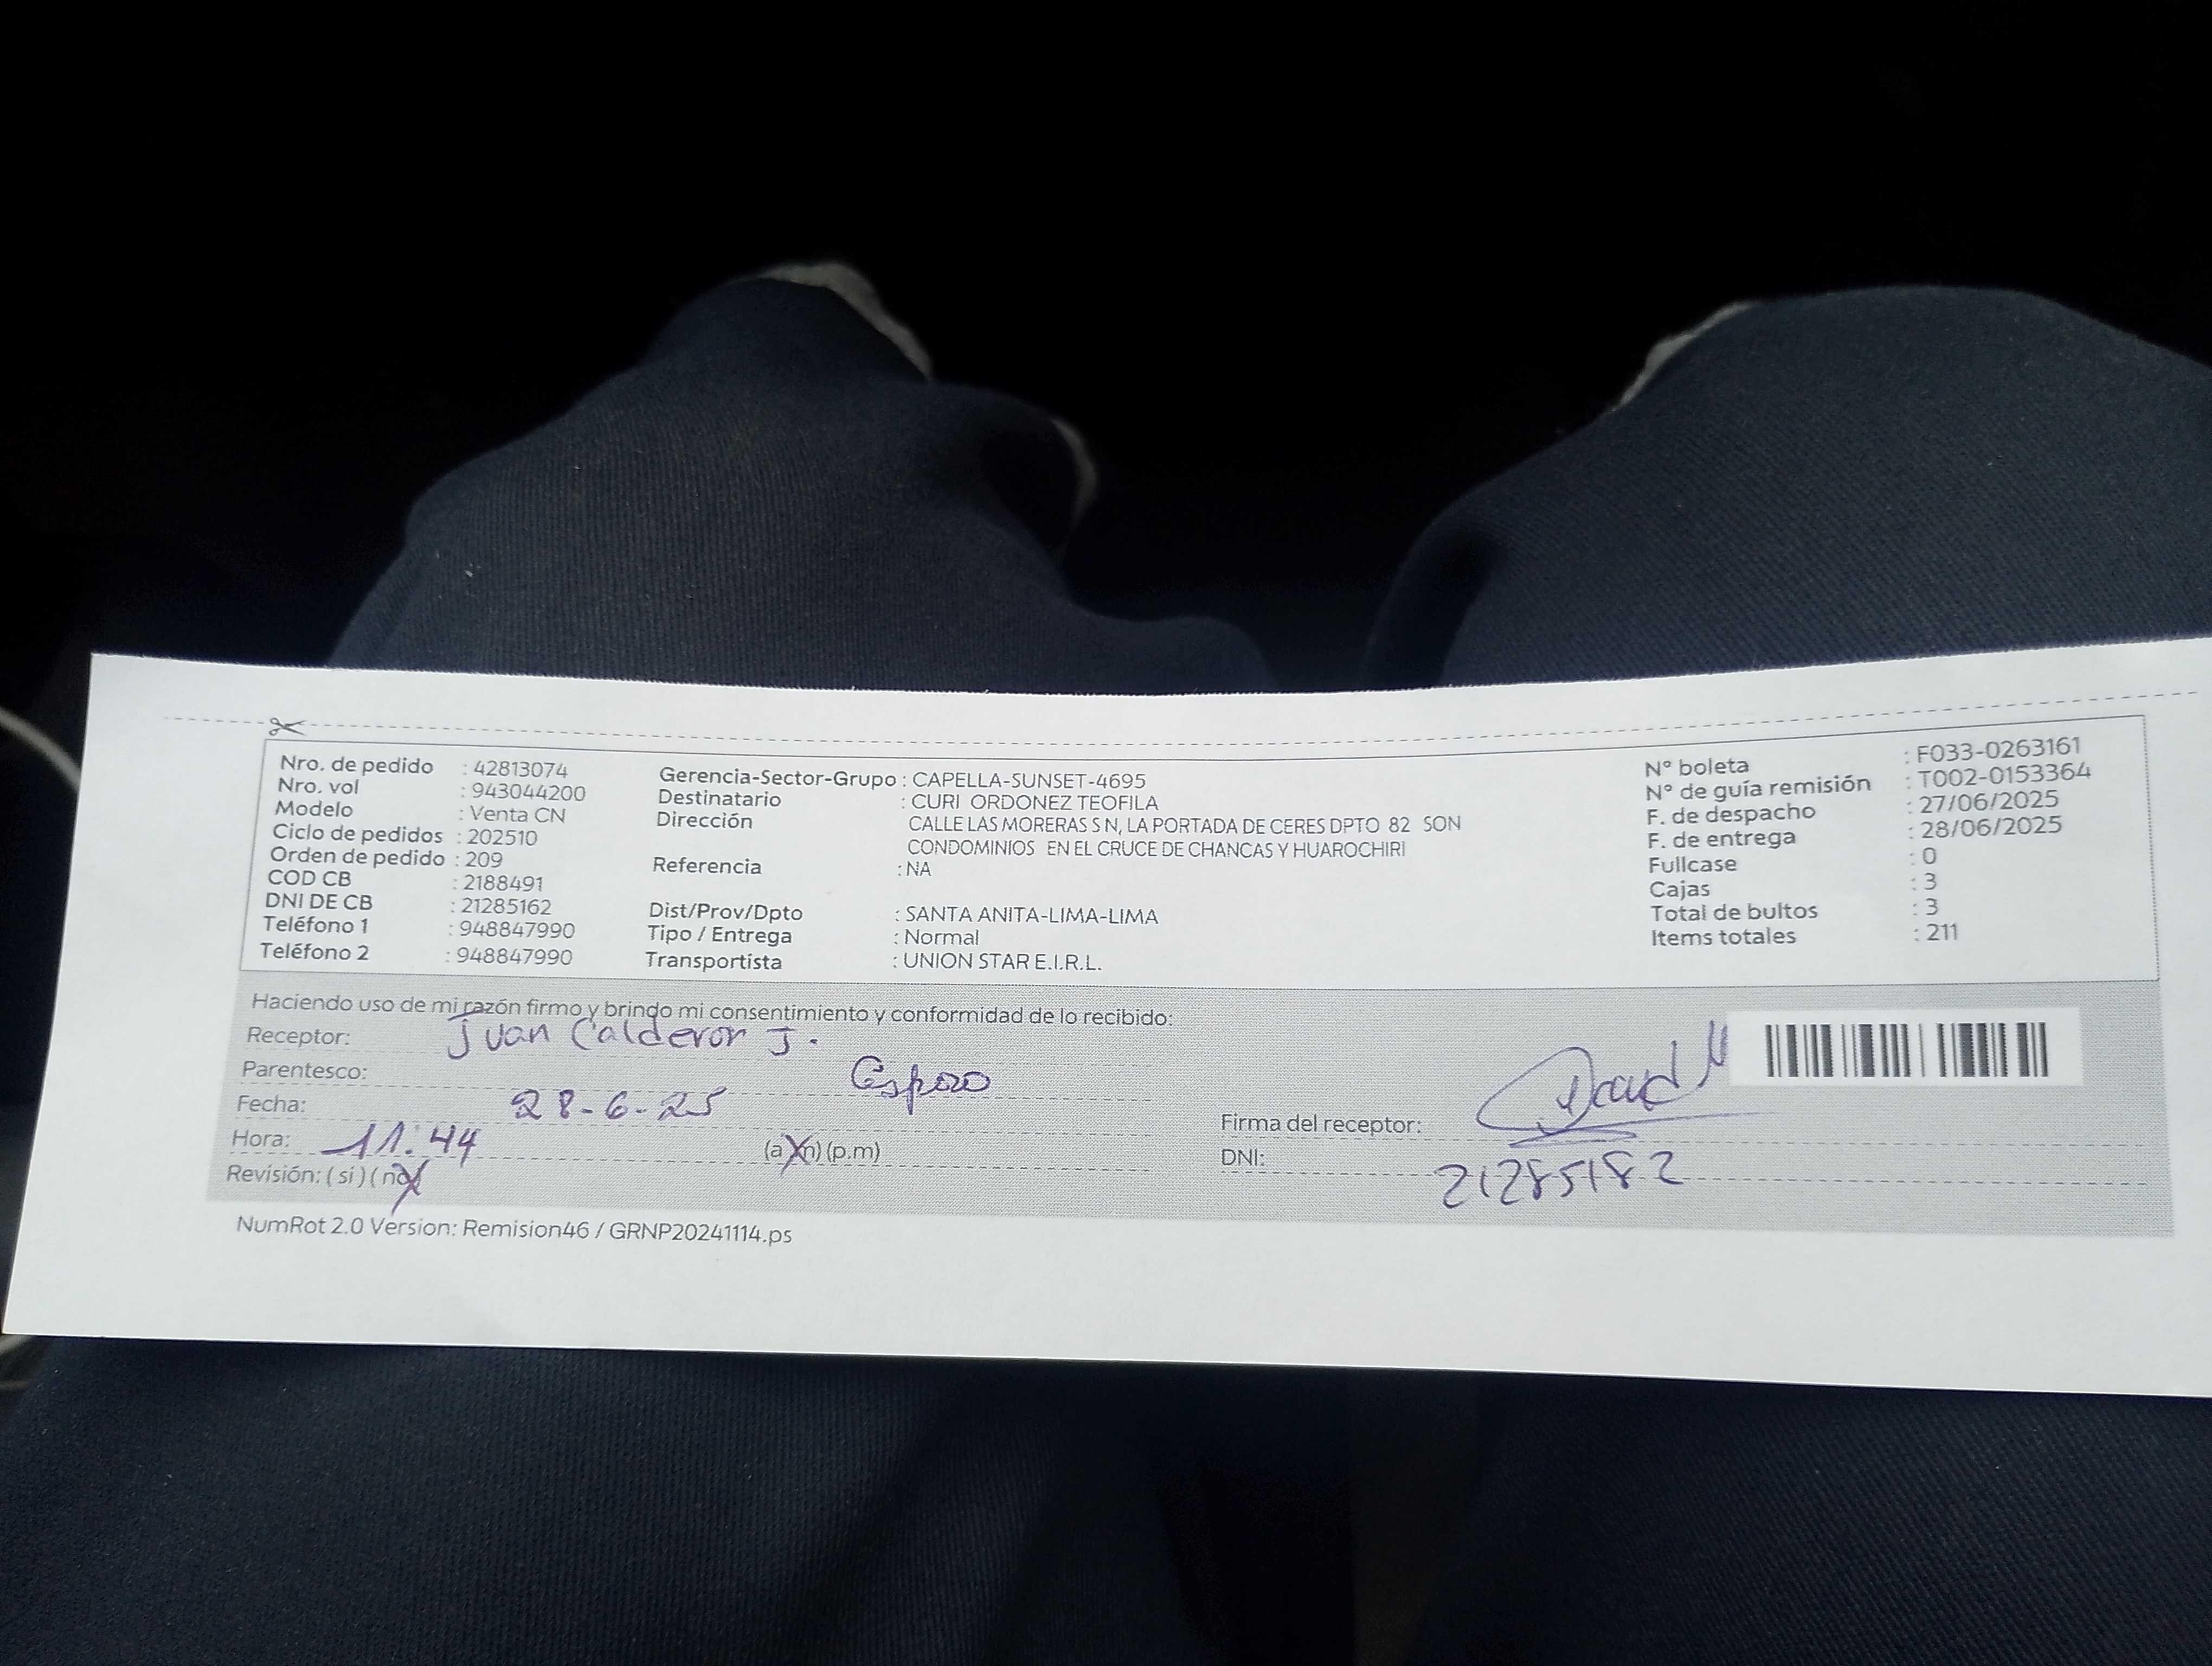 Nro. de pedido : 42813074
Nro. vol : 943044200
Modelo : Venta CN
Ciclo de pedidos : 202510
Orden de pedido : 209
COD CB : 2188491
DNI DE CB : 21285162
Teléfono 1 : 948847990
Teléfono 2 : 948847990
Gerencia-Sector-Grupo : CAPELLA-SUNSET-4695
Destinatario : CURI ORDONEZ TEOFILA
Dirección CALLE LAS MORERAS S N, LA PORTADA DE CERES DPTO 82 SON
CONDOMINIOS EN EL CRUCE DE CHANCAS Y HUAROCHIRI
Referencia : NA
Dist/Prov/Dpto : SANTA ANITA-LIMA-LIMA
Tipo / Entrega : Normal
Transportista : UNION STAR E.I.R.L.
N° boleta : F033-0263161
N° de guía remisión : T002-0153364
F. de despacho : 27/06/2025
F. de entrega : 28/06/2025
Fullcase : 0
Cajas : 3
Total de bultos : 3
Items totales : 211
Haciendo uso de mi razón firmo y brindo mi consentimiento y conformidad de lo recibido:
Receptor: Juan Calderon J.
Parentesco: Esposo
Fecha: 28-6-25
Hora: 11:44 (a.m) (p.m)
Revisión: ( si ) ( no )
Firma del receptor:
DNI: 21285182
NumRot 2.0 Version: Remision46 / GRNP20241114.ps